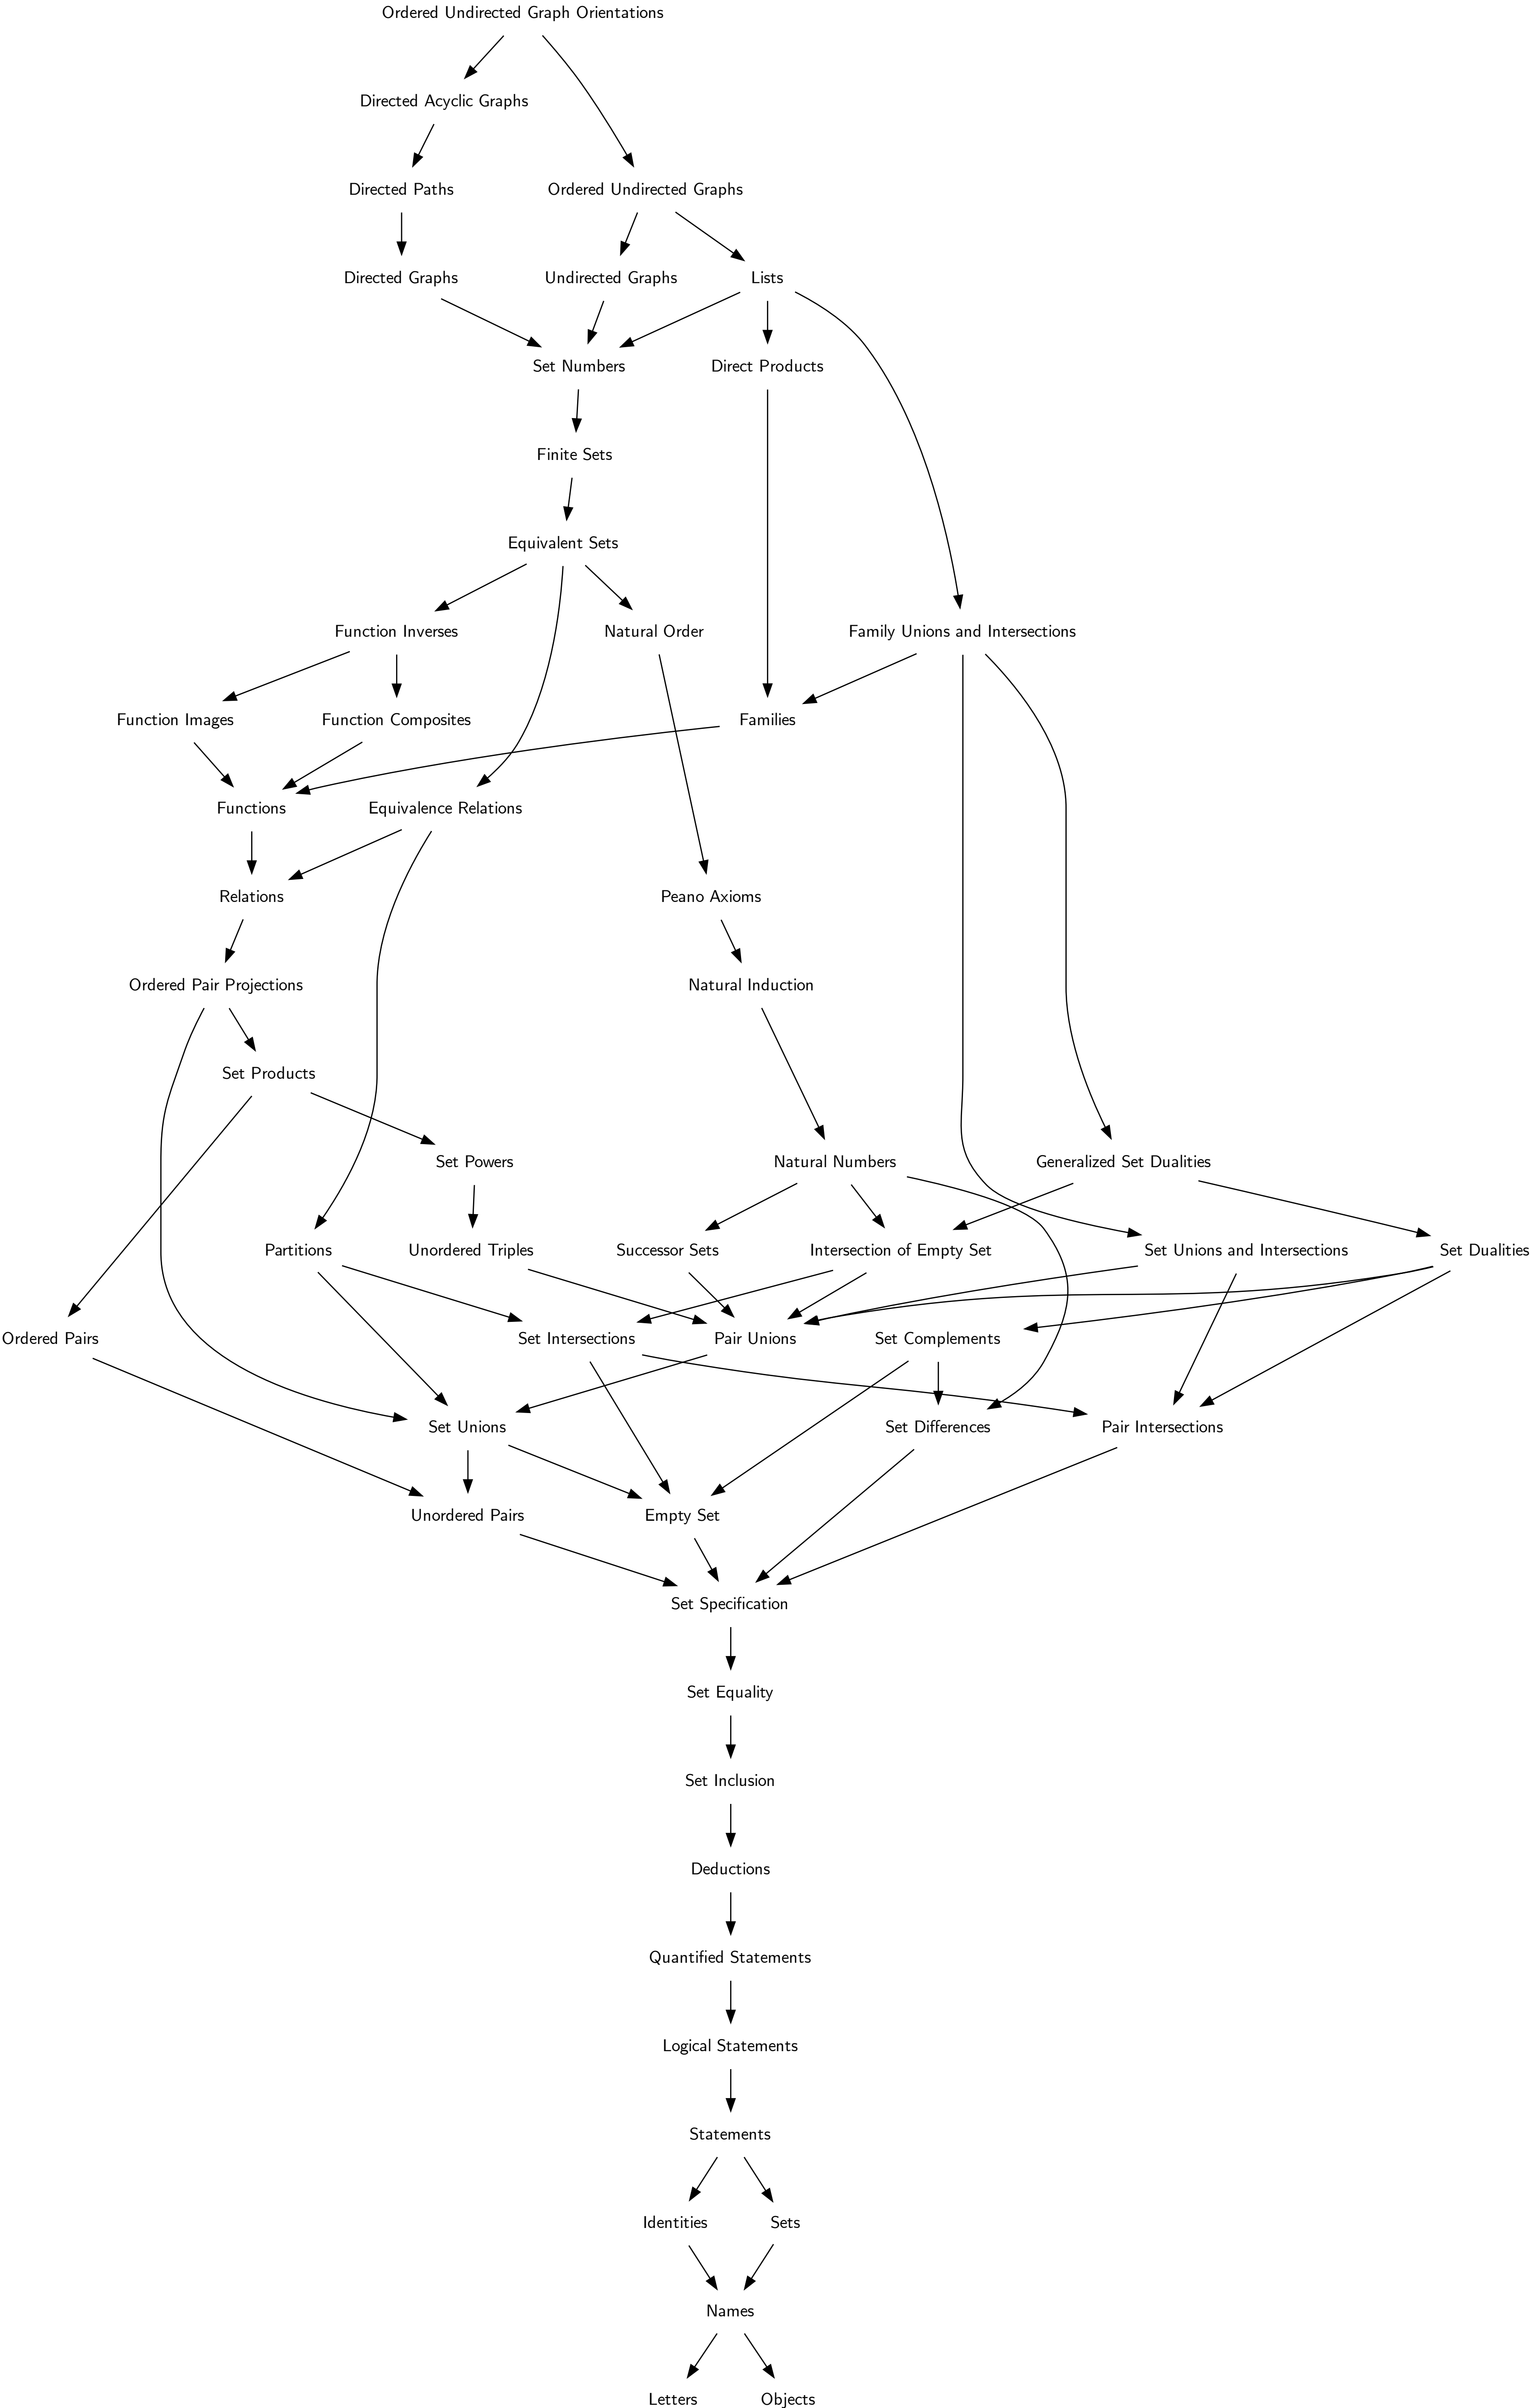 Ordered Undirected Graph Orientations
Directed Acyclic Graphs
Directed Paths
Ordered Undirected Graphs
Directed Graphs
Undirected Graphs
Lists
Set Numbers
Direct Products
Finite Sets
Equivalent Sets
Function Inverses
Natural Order
Family Unions and Intersections
Function Images
Function Composites
Families
Functions
Equivalence Relations
Relations
Peano Axioms
Ordered Pair Projections
Natural Induction
Set Products
Set Powers
Natural Numbers
Generalized Set Dualities
Partitions
Unordered Triples
Successor Sets
Intersection of Empty Set
Set Unions and Intersections
Set Dualities
Ordered Pairs
Set Intersections
Pair Unions
Set Complements
Set Unions
Set Differences
Pair Intersections
Unordered Pairs
Empty Set
Set Specification
Set Equality
Set Inclusion
Deductions
Quantified Statements
Logical Statements
Statements
Identities
Sets
Names
Letters
Objects